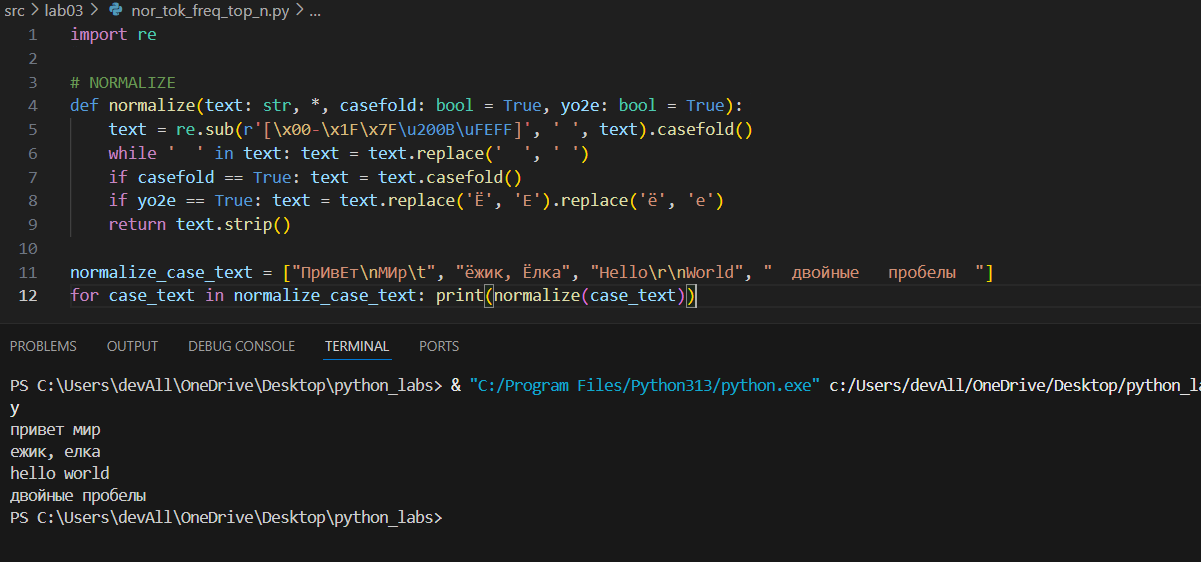 src > lab03 > nor_tok_freq_top_n.py > ...
1 import re
2
3 # NORMALIZE
4 def normalize(text: str, *, casefold: bool = True, yo2e: bool = True):
5     text = re.sub(r'[\x00-\x1F\x7F\u200B\uFEFF]', ' ', text).casefold()
6     while '  ' in text: text = text.replace('  ', ' ')
7     if casefold == True: text = text.casefold()
8     if yo2e == True: text = text.replace('Ё', 'Е').replace('ё', 'е')
9     return text.strip()
10
11 normalize_case_text = ["ПрИвЕт\nМИр\t", "ёжик, Ёлка", "Hello\r\nWorld", "  двойные   пробелы  "]
12 for case_text in normalize_case_text: print(normalize(case_text))
PROBLEMS OUTPUT DEBUG CONSOLE TERMINAL PORTS
PS C:\Users\devAll\OneDrive\Desktop\python_labs> & "C:/Program Files/Python313/python.exe" c:/Users/devAll/OneDrive/Desktop/python_la
y
привет мир
ежик, елка
hello world
двойные пробелы
PS C:\Users\devAll\OneDrive\Desktop\python_labs>